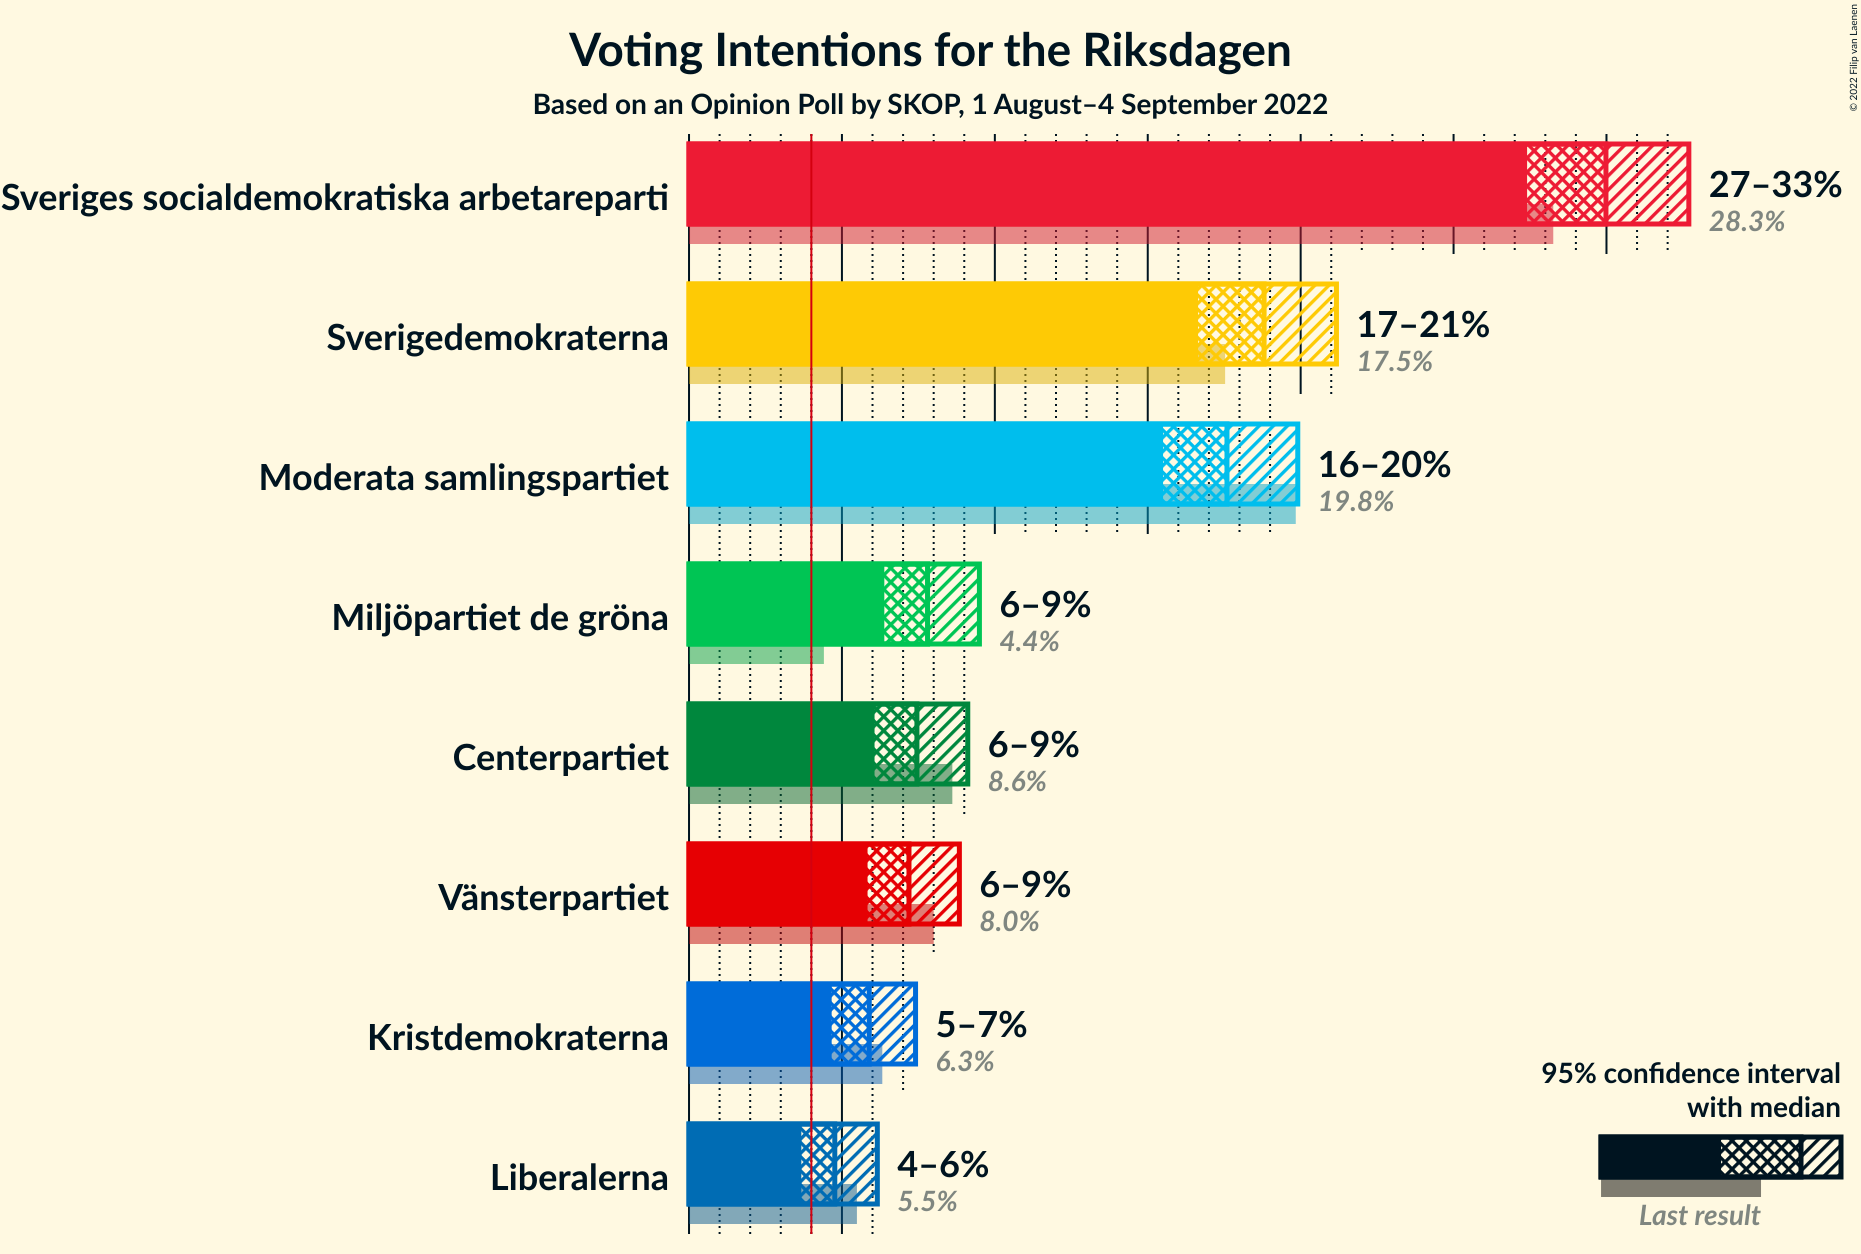 Voting Intentions for the Riksdagen
Based on an Opinion Poll by SKOP, 1 August–4 September 2022
© 2022 Filip van Laenen
Sveriges socialdemokratiska arbetareparti
27–33%
28.3%
Sverigedemokraterna
17–21%
17.5%
Moderata samlingspartiet
16–20%
19.8%
Miljöpartiet de gröna
6–9%
4.4%
Centerpartiet
6–9%
8.6%
Vänsterpartiet
6–9%
8.0%
Kristdemokraterna
5–7%
6.3%
Liberalerna
4–6%
5.5%
95% confidence interval
with median
Last result